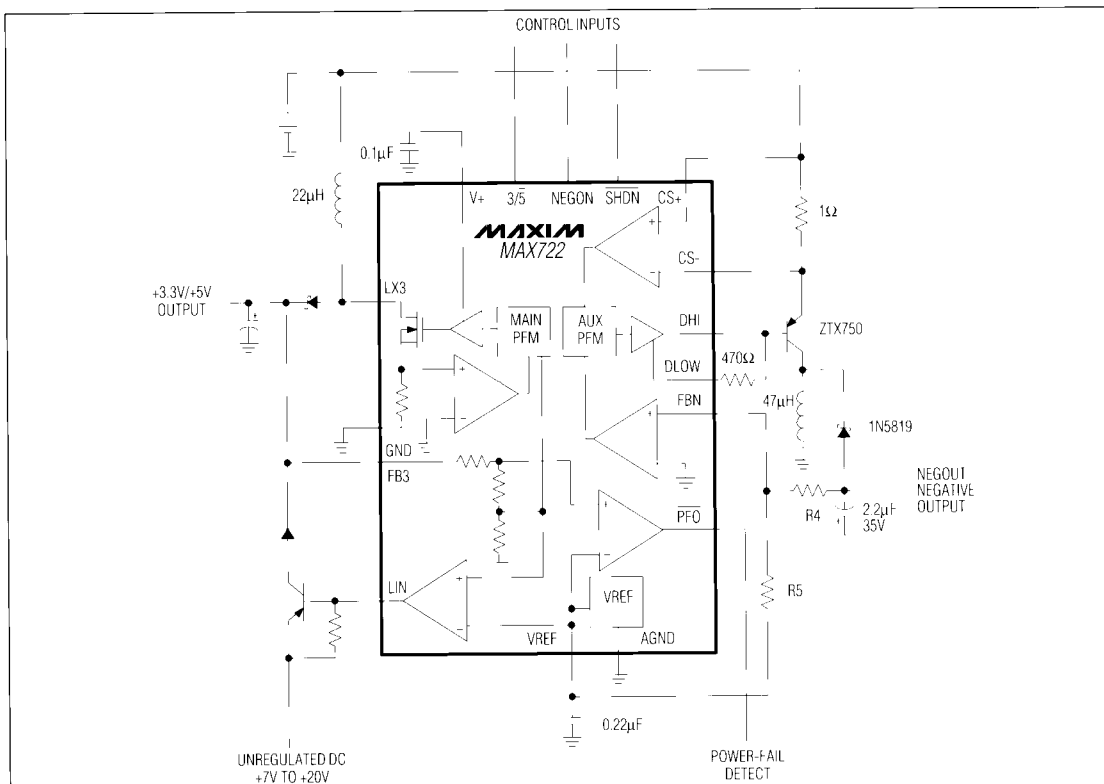 CONTROL INPUTS
0.1µF
22µH
V+ 3/5̅ NEGON S̅H̅D̅N̅ CS+
1Ω
MAXIM
MAX722
CS-
+3.3V/+5V
OUTPUT
LX3
MAIN
PFM
AUX
PFM
DHI
ZTX750
470Ω
DLOW
FBN
47µH
1N5819
GND
FB3
NEGOUT
NEGATIVE
OUTPUT
R4
2.2µF
35V
P̅F̅O̅
R5
LIN
VREF
VREF
AGND
0.22µF
UNREGULATED DC
+7V TO +20V
POWER-FAIL
DETECT